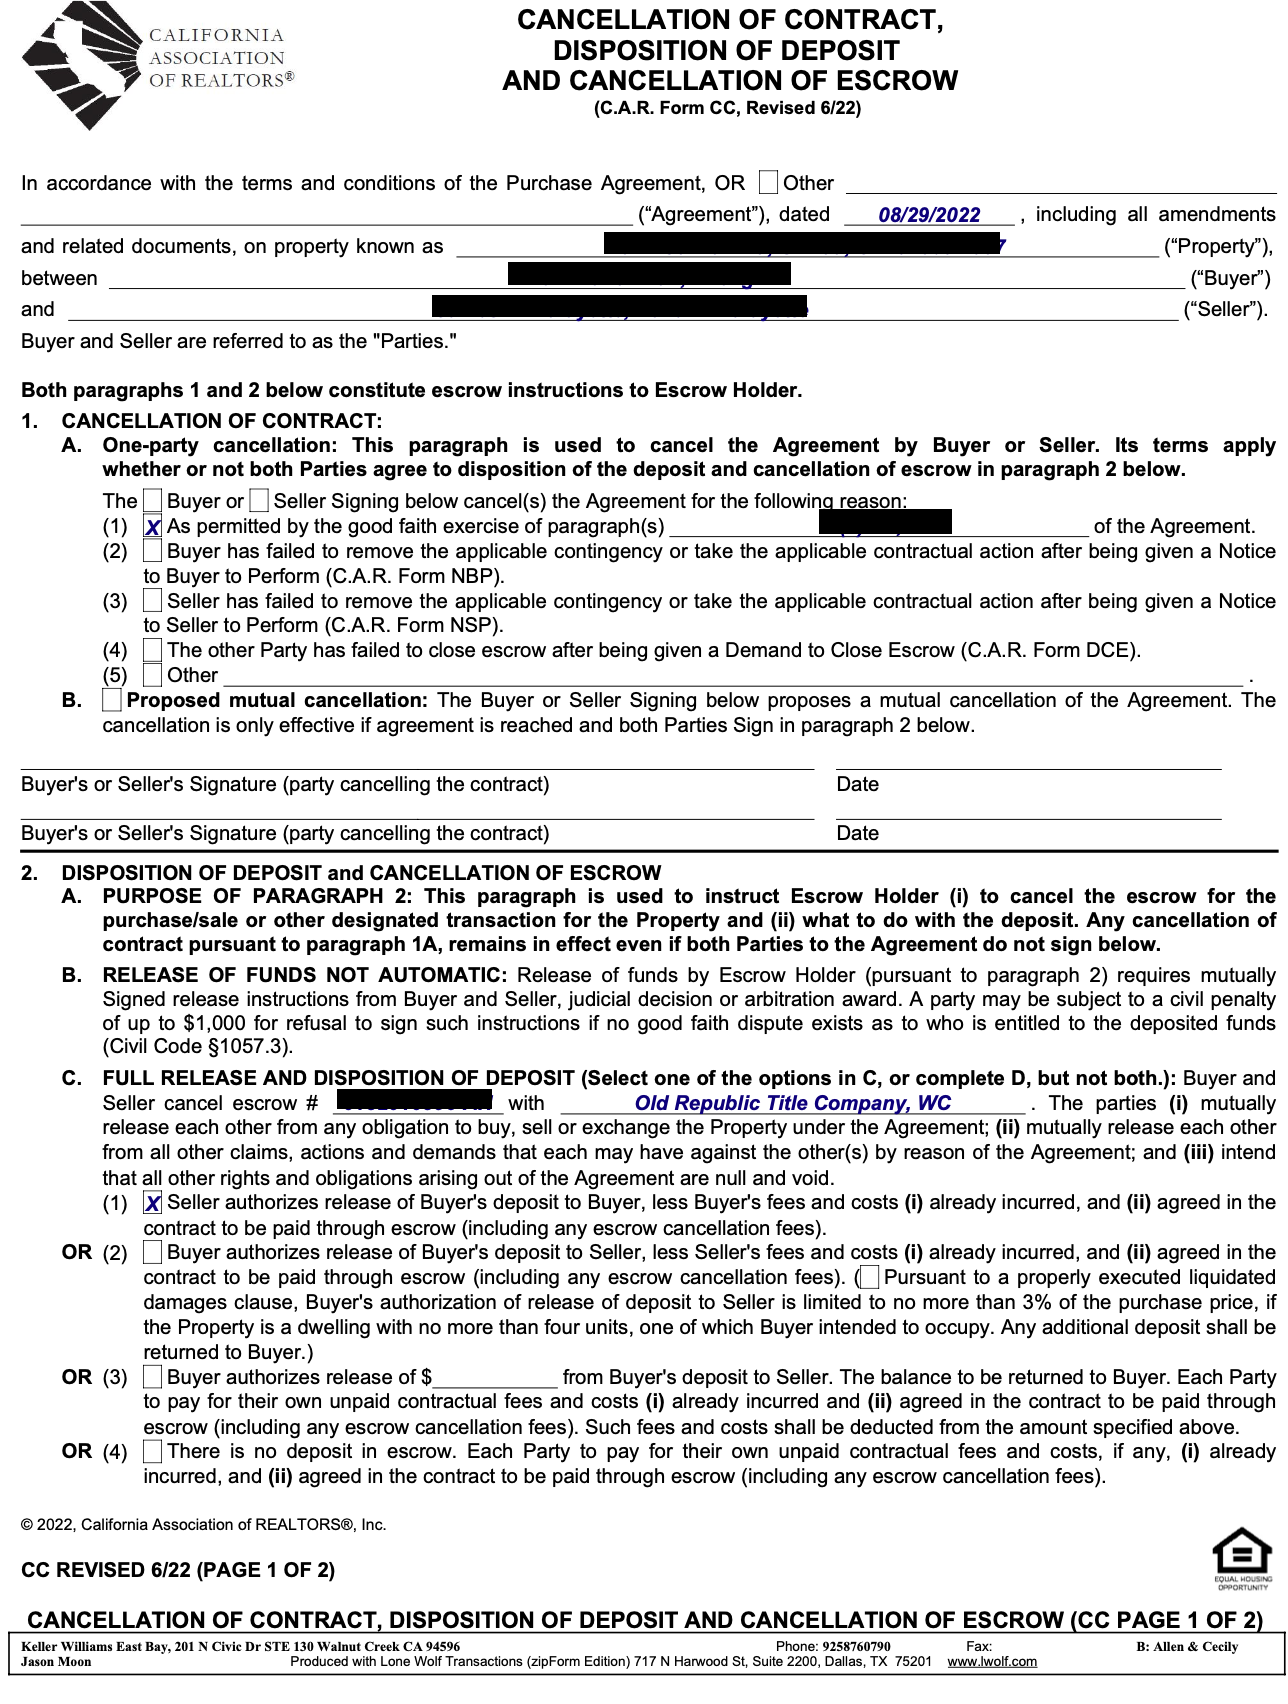 CALIFORNIA
ASSOCIATION
OF REALTORS®
CANCELLATION OF CONTRACT,
DISPOSITION OF DEPOSIT
AND CANCELLATION OF ESCROW
(C.A.R. Form CC, Revised 6/22)
In accordance with the terms and conditions of the Purchase Agreement, OR Other
(“Agreement”), dated 08/29/2022 , including all amendments
and related documents, on property known as (“Property”),
between (“Buyer”)
and (“Seller”).
Buyer and Seller are referred to as the "Parties."
Both paragraphs 1 and 2 below constitute escrow instructions to Escrow Holder.
1. CANCELLATION OF CONTRACT:
A. One-party cancellation: This paragraph is used to cancel the Agreement by Buyer or Seller. Its terms apply
whether or not both Parties agree to disposition of the deposit and cancellation of escrow in paragraph 2 below.
The Buyer or Seller Signing below cancel(s) the Agreement for the following reason:
(1) X As permitted by the good faith exercise of paragraph(s) of the Agreement.
(2) Buyer has failed to remove the applicable contingency or take the applicable contractual action after being given a Notice
to Buyer to Perform (C.A.R. Form NBP).
(3) Seller has failed to remove the applicable contingency or take the applicable contractual action after being given a Notice
to Seller to Perform (C.A.R. Form NSP).
(4) The other Party has failed to close escrow after being given a Demand to Close Escrow (C.A.R. Form DCE).
(5) Other .
B. Proposed mutual cancellation: The Buyer or Seller Signing below proposes a mutual cancellation of the Agreement. The
cancellation is only effective if agreement is reached and both Parties Sign in paragraph 2 below.
Buyer's or Seller's Signature (party cancelling the contract) Date
Buyer's or Seller's Signature (party cancelling the contract) Date
2. DISPOSITION OF DEPOSIT and CANCELLATION OF ESCROW
A. PURPOSE OF PARAGRAPH 2: This paragraph is used to instruct Escrow Holder (i) to cancel the escrow for the
purchase/sale or other designated transaction for the Property and (ii) what to do with the deposit. Any cancellation of
contract pursuant to paragraph 1A, remains in effect even if both Parties to the Agreement do not sign below.
B. RELEASE OF FUNDS NOT AUTOMATIC: Release of funds by Escrow Holder (pursuant to paragraph 2) requires mutually
Signed release instructions from Buyer and Seller, judicial decision or arbitration award. A party may be subject to a civil penalty
of up to $1,000 for refusal to sign such instructions if no good faith dispute exists as to who is entitled to the deposited funds
(Civil Code §1057.3).
C. FULL RELEASE AND DISPOSITION OF DEPOSIT (Select one of the options in C, or complete D, but not both.): Buyer and
Seller cancel escrow # with Old Republic Title Company, WC . The parties (i) mutually
release each other from any obligation to buy, sell or exchange the Property under the Agreement; (ii) mutually release each other
from all other claims, actions and demands that each may have against the other(s) by reason of the Agreement; and (iii) intend
that all other rights and obligations arising out of the Agreement are null and void.
(1) X Seller authorizes release of Buyer's deposit to Buyer, less Buyer's fees and costs (i) already incurred, and (ii) agreed in the
contract to be paid through escrow (including any escrow cancellation fees).
OR (2) Buyer authorizes release of Buyer's deposit to Seller, less Seller's fees and costs (i) already incurred, and (ii) agreed in the
contract to be paid through escrow (including any escrow cancellation fees). ( Pursuant to a properly executed liquidated
damages clause, Buyer's authorization of release of deposit to Seller is limited to no more than 3% of the purchase price, if
the Property is a dwelling with no more than four units, one of which Buyer intended to occupy. Any additional deposit shall be
returned to Buyer.)
OR (3) Buyer authorizes release of $ from Buyer's deposit to Seller. The balance to be returned to Buyer. Each Party
to pay for their own unpaid contractual fees and costs (i) already incurred and (ii) agreed in the contract to be paid through
escrow (including any escrow cancellation fees). Such fees and costs shall be deducted from the amount specified above.
OR (4) There is no deposit in escrow. Each Party to pay for their own unpaid contractual fees and costs, if any, (i) already
incurred, and (ii) agreed in the contract to be paid through escrow (including any escrow cancellation fees).
© 2022, California Association of REALTORS®, Inc.
CC REVISED 6/22 (PAGE 1 OF 2)
EQUAL HOUSING
OPPORTUNITY
CANCELLATION OF CONTRACT, DISPOSITION OF DEPOSIT AND CANCELLATION OF ESCROW (CC PAGE 1 OF 2)
Keller Williams East Bay, 201 N Civic Dr STE 130 Walnut Creek CA 94596 Phone: 9258760790 Fax: B: Allen & Cecily
Jason Moon Produced with Lone Wolf Transactions (zipForm Edition) 717 N Harwood St, Suite 2200, Dallas, TX 75201 www.lwolf.com